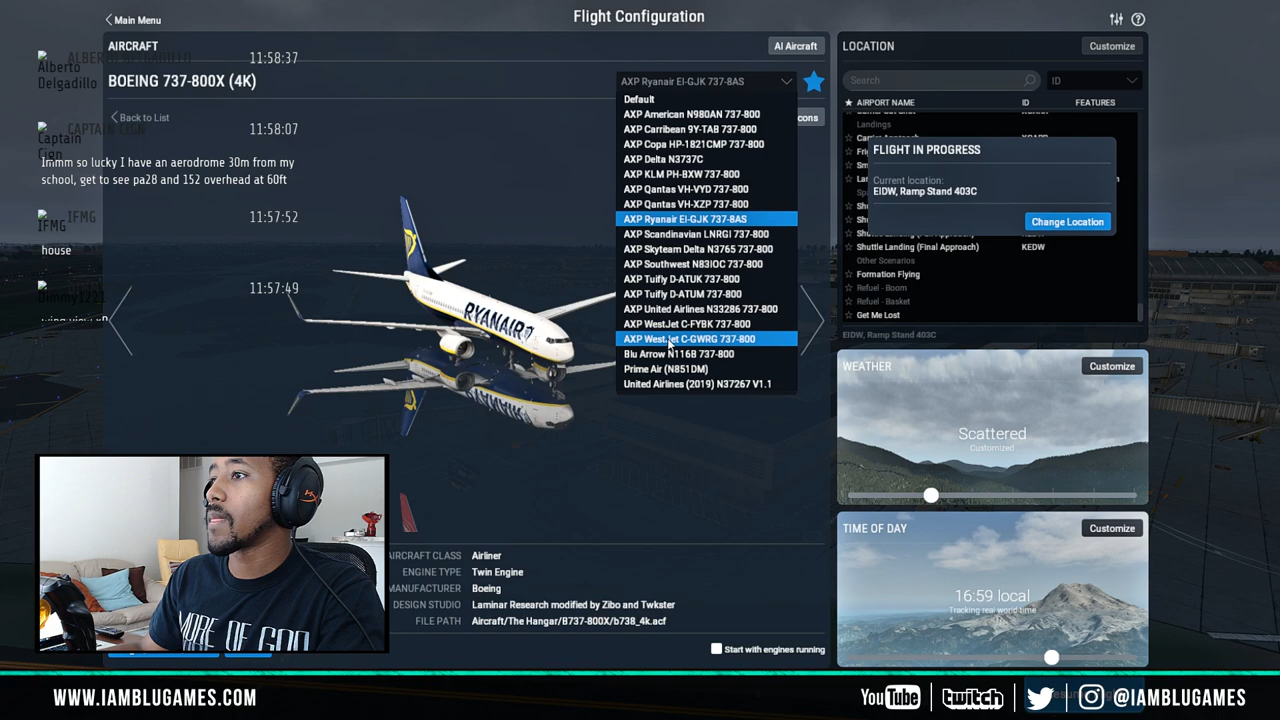 Main Menu
Flight Configuration
AIRCRAFT
AI Aircraft
BOEING 737-800X (4K)
AXP Ryanair EI-GJK 737-8AS
Back to List
cons
Default
AXP American N980AN 737-800
AXP Carribean 9Y-TAB 737-800
AXP Copa HP-1821CMP 737-800
AXP Delta N3737C
AXP KLM PH-BXW 737-800
AXP Qantas VH-VYD 737-800
AXP Qantas VH-XZP 737-800
AXP Ryanair EI-GJK 737-8AS
AXP Scandinavian LNRGI 737-800
AXP Skyteam Delta N3765 737-800
AXP Southwest N83IOC 737-800
AXP Tuifly D-ATUK 737-800
AXP Tuifly D-ATUM 737-800
AXP United Airlines N33286 737-800
AXP WestJet C-FYBK 737-800
AXP WestJet C-GWRG 737-800
Blu Arrow N116B 737-800
Prime Air (N851DM)
United Airlines (2019) N37267 V1.1
RYANAIR
11:58:37
Alberto
Delgadillo
11:58:07
CAPTAIN CIGN
Captain
Cign
Immm so lucky I have an aerodrome 30m from my
school, get to see pa28 and 152 overhead at 60ft
11:57:52
IFMG
IFMG
house
11:57:49
Dimmy1221
AIRCRAFT CLASS Airliner
ENGINE TYPE Twin Engine
MANUFACTURER Boeing
DESIGN STUDIO Laminar Research modified by Zibo and Twkster
FILE PATH Aircraft/The Hangar/B737-800X/b738_4k.acf
Start with engines running
LOCATION
Customize
Search
ID
AIRPORT NAME ID FEATURES
Landings
FLIGHT IN PROGRESS
Current location:
EIDW, Ramp Stand 403C
Change Location
Shuttle Landing (Final Approach) KEDW
Other Scenarios
Formation Flying
Refuel - Boom
Refuel - Basket
Get Me Lost
EIDW, Ramp Stand 403C
WEATHER
Customize
Scattered
Customized
TIME OF DAY
Customize
16:59 local
Tracking real world time
MORE OF GOD
WWW.IAMBLUGAMES.COM
YouTube
twitch
@IAMBLUGAMES